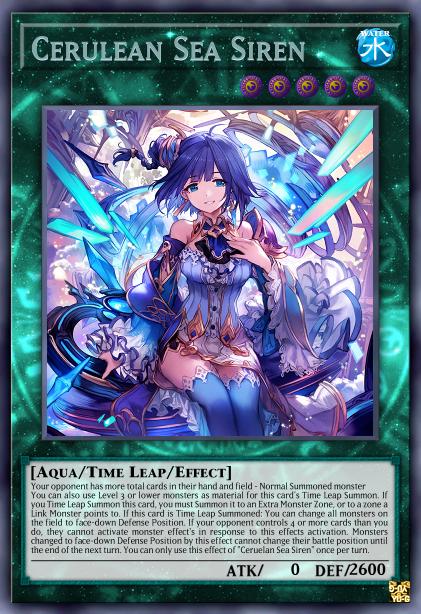 CERULEAN SEA SIREN
WATER
水
[AQUA/TIME LEAP/EFFECT]
Your opponent has more total cards in their hand and field - Normal Summoned monster
You can also use Level 3 or lower monsters as material for this card's Time Leap Summon. If
you Time Leap Summon this card, you must Summon it to an Extra Monster Zone, or to a zone a
Link Monster points to. If this card is Time Leap Summoned: You can change all monsters on
the field to face-down Defense Position. If your opponent controls 4 or more cards than you
do, they cannot activate monster effect's in response to this effects activation. Monsters
changed to face-down Defense Position by this effect cannot change their battle position until
the end of the next turn. You can only use this effect of "Ceruelan Sea Siren" once per turn.
ATK/ 0 DEF/2600